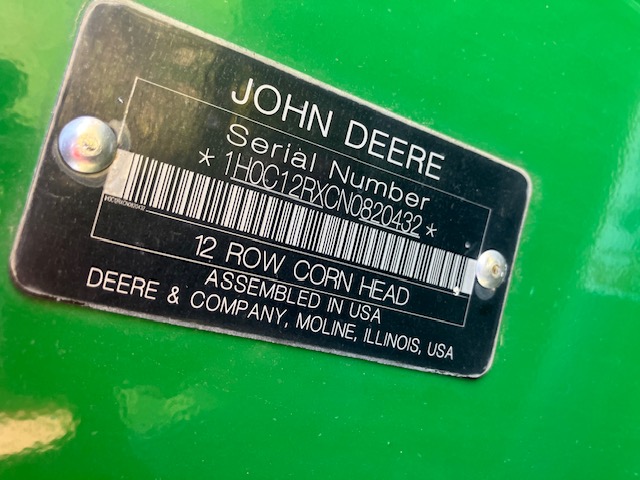 JOHN DEERE
Serial Number
*1H0C12RXCN0820432*
12 ROW CORN HEAD
ASSEMBLED IN USA
DEERE & COMPANY, MOLINE, ILLINOIS, USA